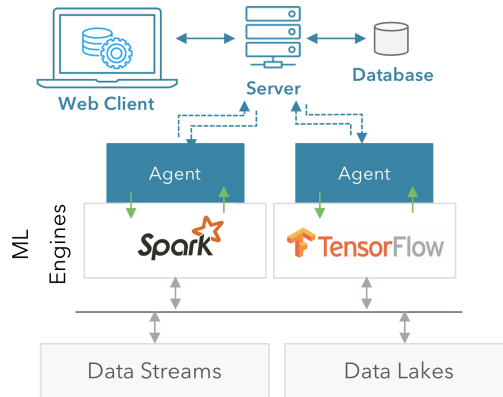 Web Client
Server
Database
Agent
Agent
ML
Engines
Spark
TensorFlow
Data Streams
Data Lakes